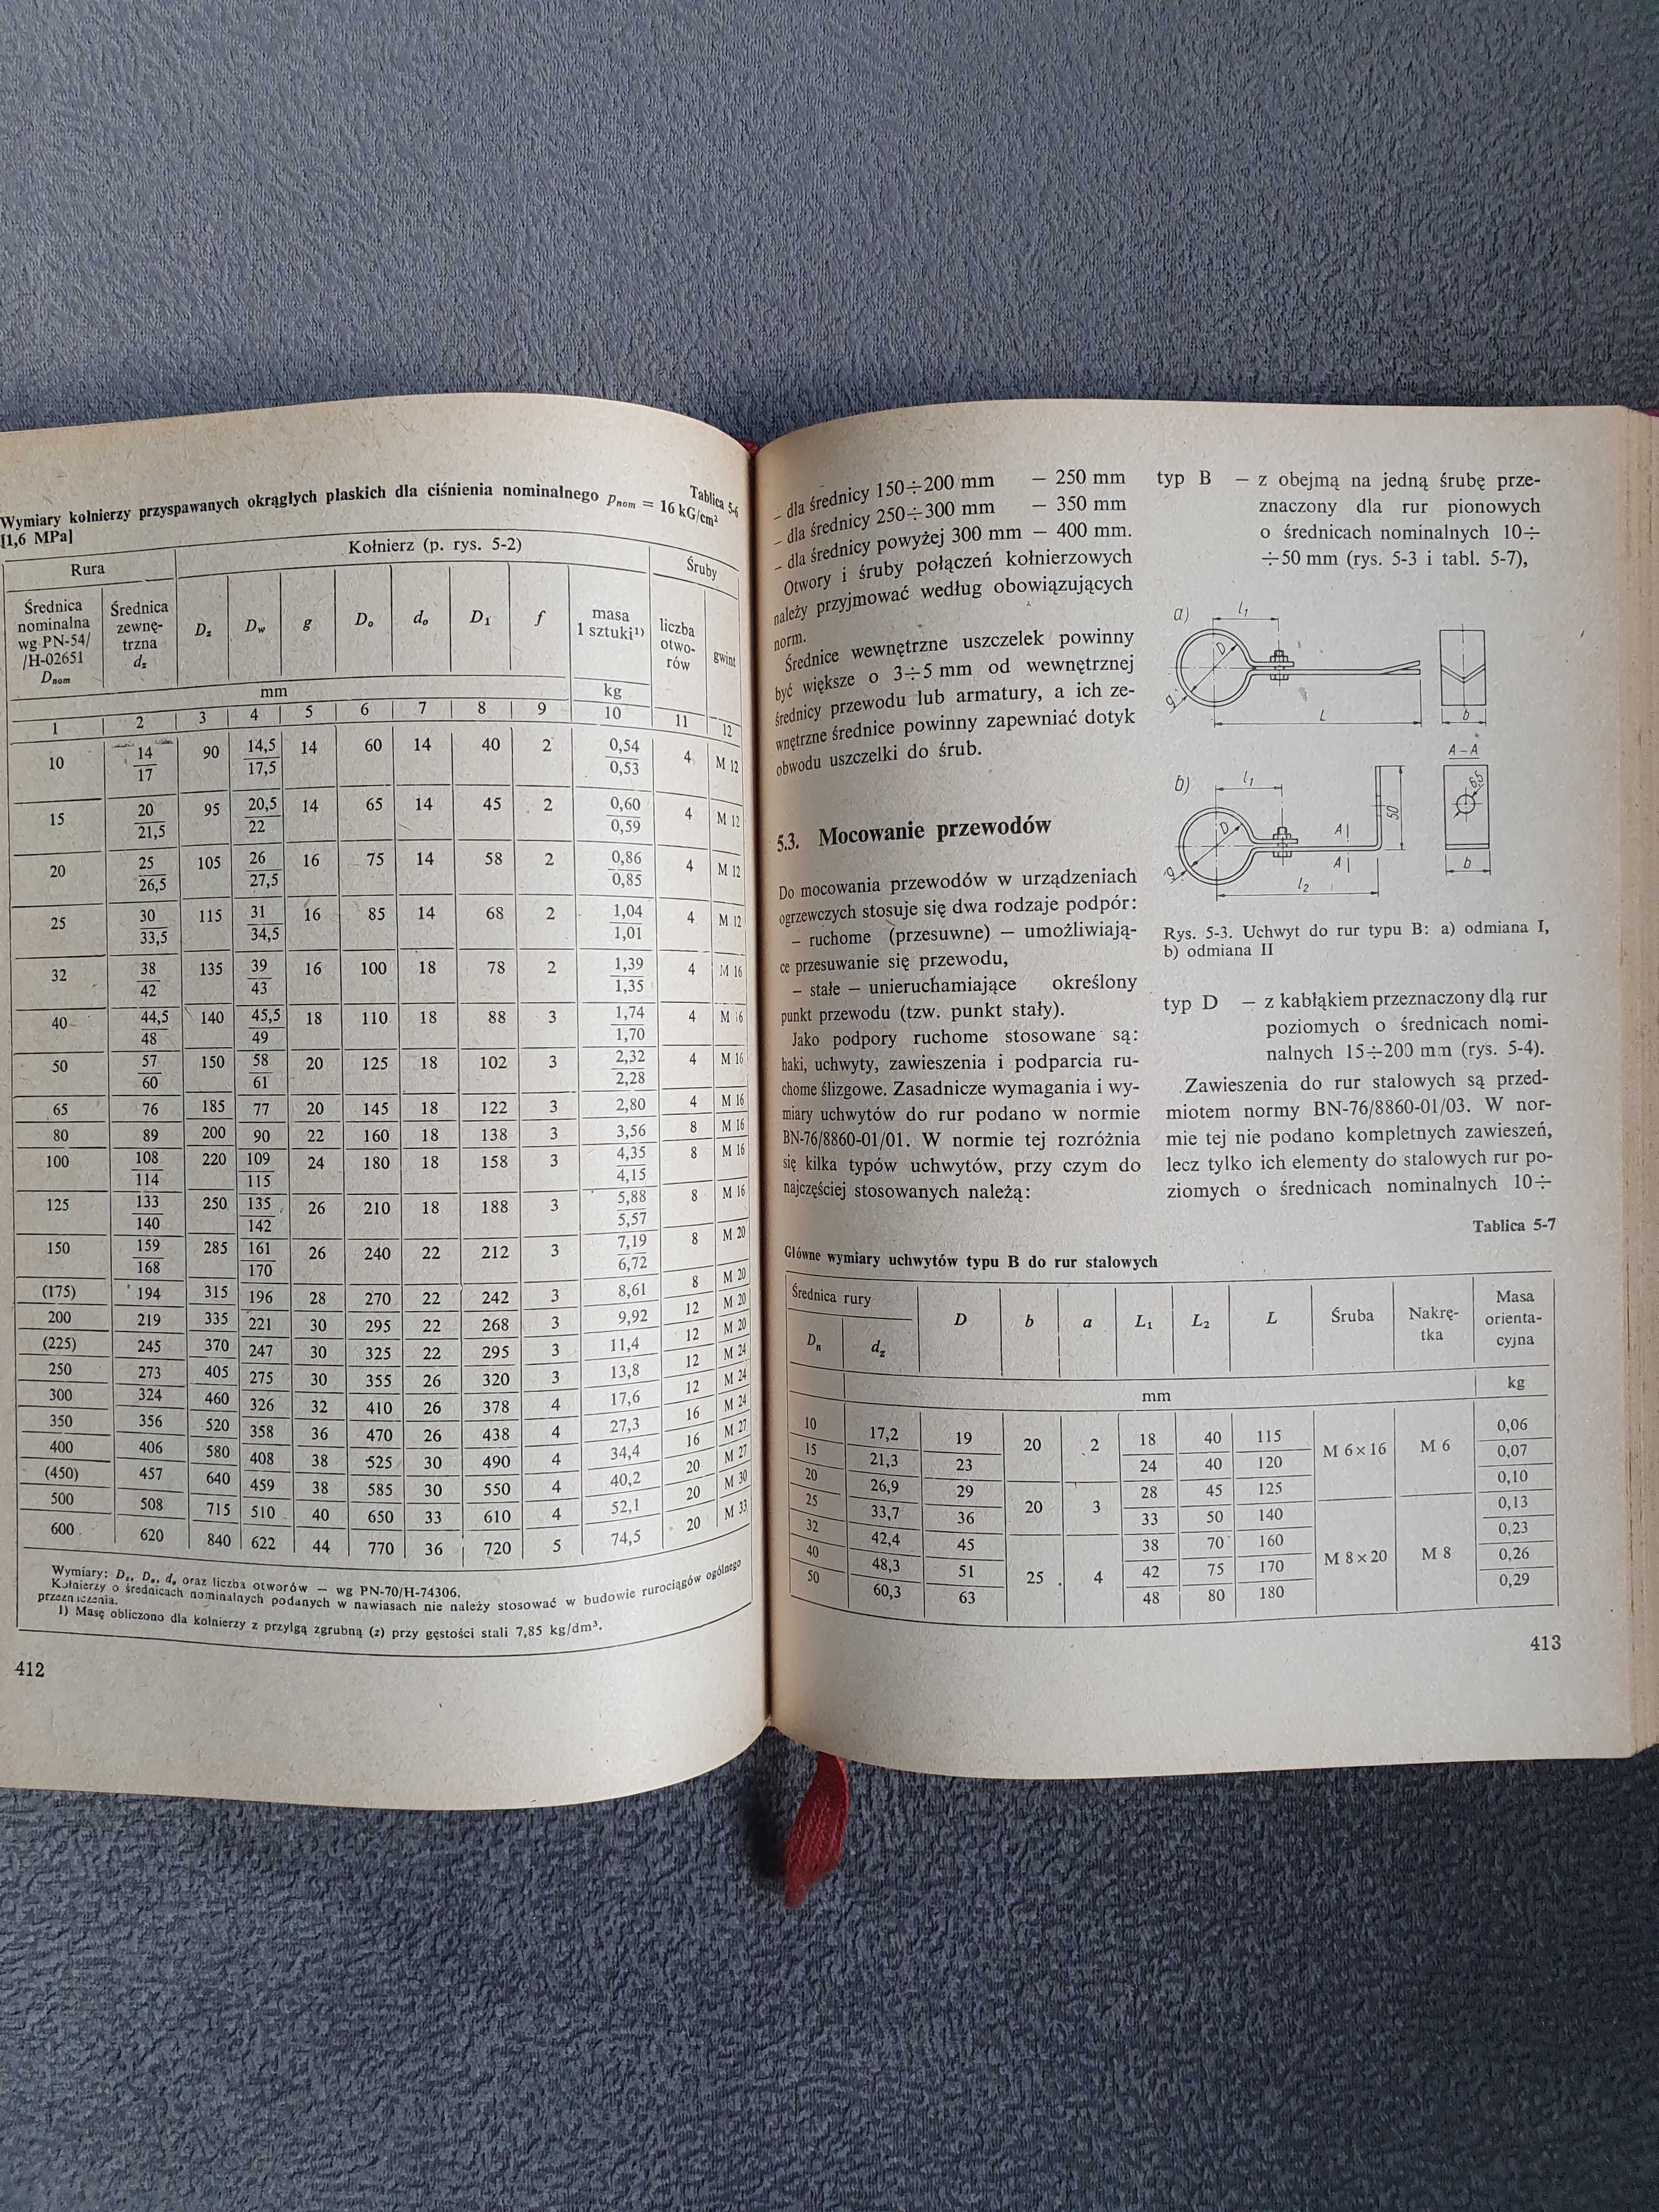 Tablica 5-6
Wymiary kołnierzy przyspawanych okrągłych płaskich dla ciśnienia nominalnego pnom = 16 kG/cm²
[1,6 MPa]
Rura Kołnierz (p. rys. 5-2) Śruby
Średnica nominalna wg PN-54/ /H-02651 Dnom
Średnica zewnę- trzna dz
Dz Dw g Do do D1 f
masa 1 sztuki¹⁾
liczba otwo- rów
gwint
mm kg
1 2 3 4 5 6 7 8 9 10 11 12
10 14/17 90 14,5/17,5 14 60 14 40 2 0,54/0,53 4 M 12
15 20/21,5 95 20,5/22 14 65 14 45 2 0,60/0,59 4 M 12
20 25/26,5 105 26/27,5 16 75 14 58 2 0,86/0,85 4 M 12
25 30/33,5 115 31/34,5 16 85 14 68 2 1,04/1,01 4 M 12
32 38/42 135 39/43 16 100 18 78 2 1,39/1,35 4 M 16
40 44,5/48 140 45,5/49 18 110 18 88 3 1,74/1,70 4 M 16
50 57/60 150 58/61 20 125 18 102 3 2,32/2,28 4 M 16
65 76 185 77 20 145 18 122 3 2,80 4 M 16
80 89 200 90 22 160 18 138 3 3,56 8 M 16
100 108/114 220 109/115 24 180 18 158 3 4,35/4,15 8 M 16
125 133/140 250 135/142 26 210 18 188 3 5,88/5,57 8 M 16
150 159/168 285 161/170 26 240 22 212 3 7,19/6,72 8 M 20
(175) 194 315 196 28 270 22 242 3 8,61 8 M 20
200 219 335 221 30 295 22 268 3 9,92 12 M 20
(225) 245 370 247 30 325 22 295 3 11,4 12 M 20
250 273 405 275 30 355 26 320 3 13,8 12 M 24
300 324 460 326 32 410 26 378 4 17,6 12 M 24
350 356 520 358 36 470 26 438 4 27,3 16 M 24
400 406 580 408 38 525 30 490 4 34,4 16 M 27
(450) 457 640 459 38 585 30 550 4 40,2 20 M 27
500 508 715 510 40 650 33 610 4 52,1 20 M 30
600 620 840 622 44 770 36 720 5 74,5 20 M 33
Wymiary: Dz, Do, do oraz liczba otworów — wg PN-70/H-74306.
Kołnierzy o średnicach nominalnych podanych w nawiasach nie należy stosować w budowie rurociągów ogólnego
przeznaczenia.
1) Masę obliczono dla kołnierzy z przylgą zgrubną (z) przy gęstości stali 7,85 kg/dm³.
412
– dla średnicy 150÷200 mm — 250 mm
– dla średnicy 250÷300 mm — 350 mm
– dla średnicy powyżej 300 mm — 400 mm.
Otwory i śruby połączeń kołnierzowych
należy przyjmować według obowiązujących
norm.
Średnice wewnętrzne uszczelek powinny
być większe o 3÷5 mm od wewnętrznej
średnicy przewodu lub armatury, a ich ze-
wnętrzne średnice powinny zapewniać dotyk
obwodu uszczelki do śrub.
5.3. Mocowanie przewodów
Do mocowania przewodów w urządzeniach
ogrzewczych stosuje się dwa rodzaje podpór:
– ruchome (przesuwne) — umożliwiają-
ce przesuwanie się przewodu,
– stałe — unieruchamiające określony
punkt przewodu (tzw. punkt stały).
Jako podpory ruchome stosowane są:
haki, uchwyty, zawieszenia i podparcia ru-
chome ślizgowe. Zasadnicze wymagania i wy-
miary uchwytów do rur podano w normie
BN-76/8860-01/01. W normie tej rozróżnia
się kilka typów uchwytów, przy czym do
najczęściej stosowanych należą:
typ B — z obejmą na jedną śrubę prze-
znaczony dla rur pionowych
o średnicach nominalnych 10÷
÷50 mm (rys. 5-3 i tabl. 5-7),
a) l1
D
a
L
b
A–A
b) l1
D
a
A
A
50
l2
6,5
b
Rys. 5-3. Uchwyt do rur typu B: a) odmiana I,
b) odmiana II
typ D — z kabłąkiem przeznaczony dla rur
poziomych o średnicach nomi-
nalnych 15÷200 mm (rys. 5-4).
Zawieszenia do rur stalowych są przed-
miotem normy BN-76/8860-01/03. W nor-
mie tej nie podano kompletnych zawieszeń,
lecz tylko ich elementy do stalowych rur po-
ziomych o średnicach nominalnych 10÷
Tablica 5-7
Główne wymiary uchwytów typu B do rur stalowych
Średnica rury D b a L1 L2 L Śruba Nakrę- tka Masa orienta- cyjna
Dn dz
mm kg
10 17,2 19 20 2 18 40 115 M 6×16 M 6 0,06
15 21,3 23 24 40 120 0,07
20 26,9 29 20 3 28 45 125 0,10
25 33,7 36 33 50 140 M 8×20 M 8 0,13
32 42,4 45 25 4 38 70 160 0,23
40 48,3 51 42 75 170 0,26
50 60,3 63 48 80 180 0,29
413